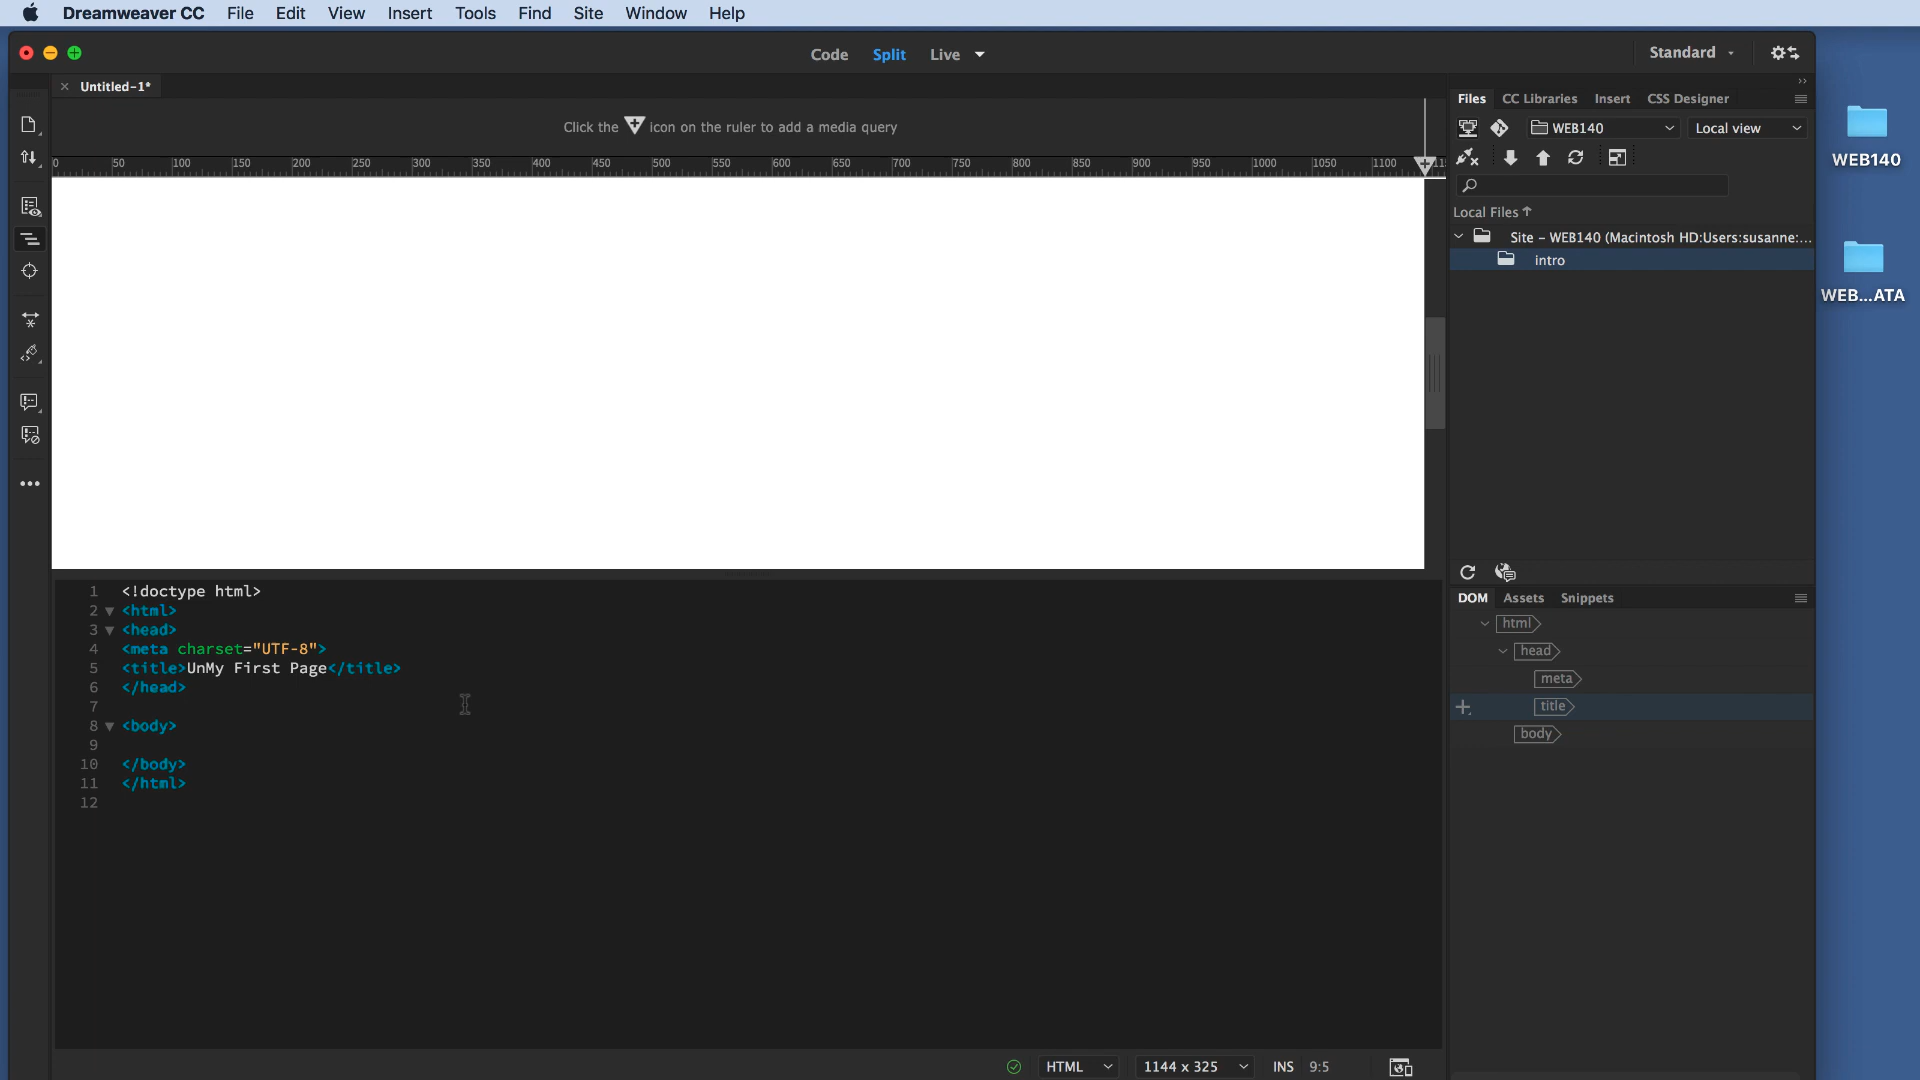 Dreamweaver CC File Edit View Insert Tools Find Site Window Help
Code Split Live Standard
Untitled-1*
Click the icon on the ruler to add a media query
0 50 100 150 200 250 300 350 400 450 500 550 600 650 700 750 800 850 900 950 1000 1050 1100
Files CC Libraries Insert CSS Designer
WEB140 Local view
Local Files
Site – WEB140 (Macintosh HD:Users:susanne:...
intro
WEB140
WEB...ATA
1 <!doctype html>
2 <html>
3 <head>
4 <meta charset="UTF-8">
5 <title>UnMy First Page</title>
6 </head>
7
8 <body>
9
10 </body>
11 </html>
12
DOM Assets Snippets
html
head
meta
title
body
HTML 1144 x 325 INS 9:5